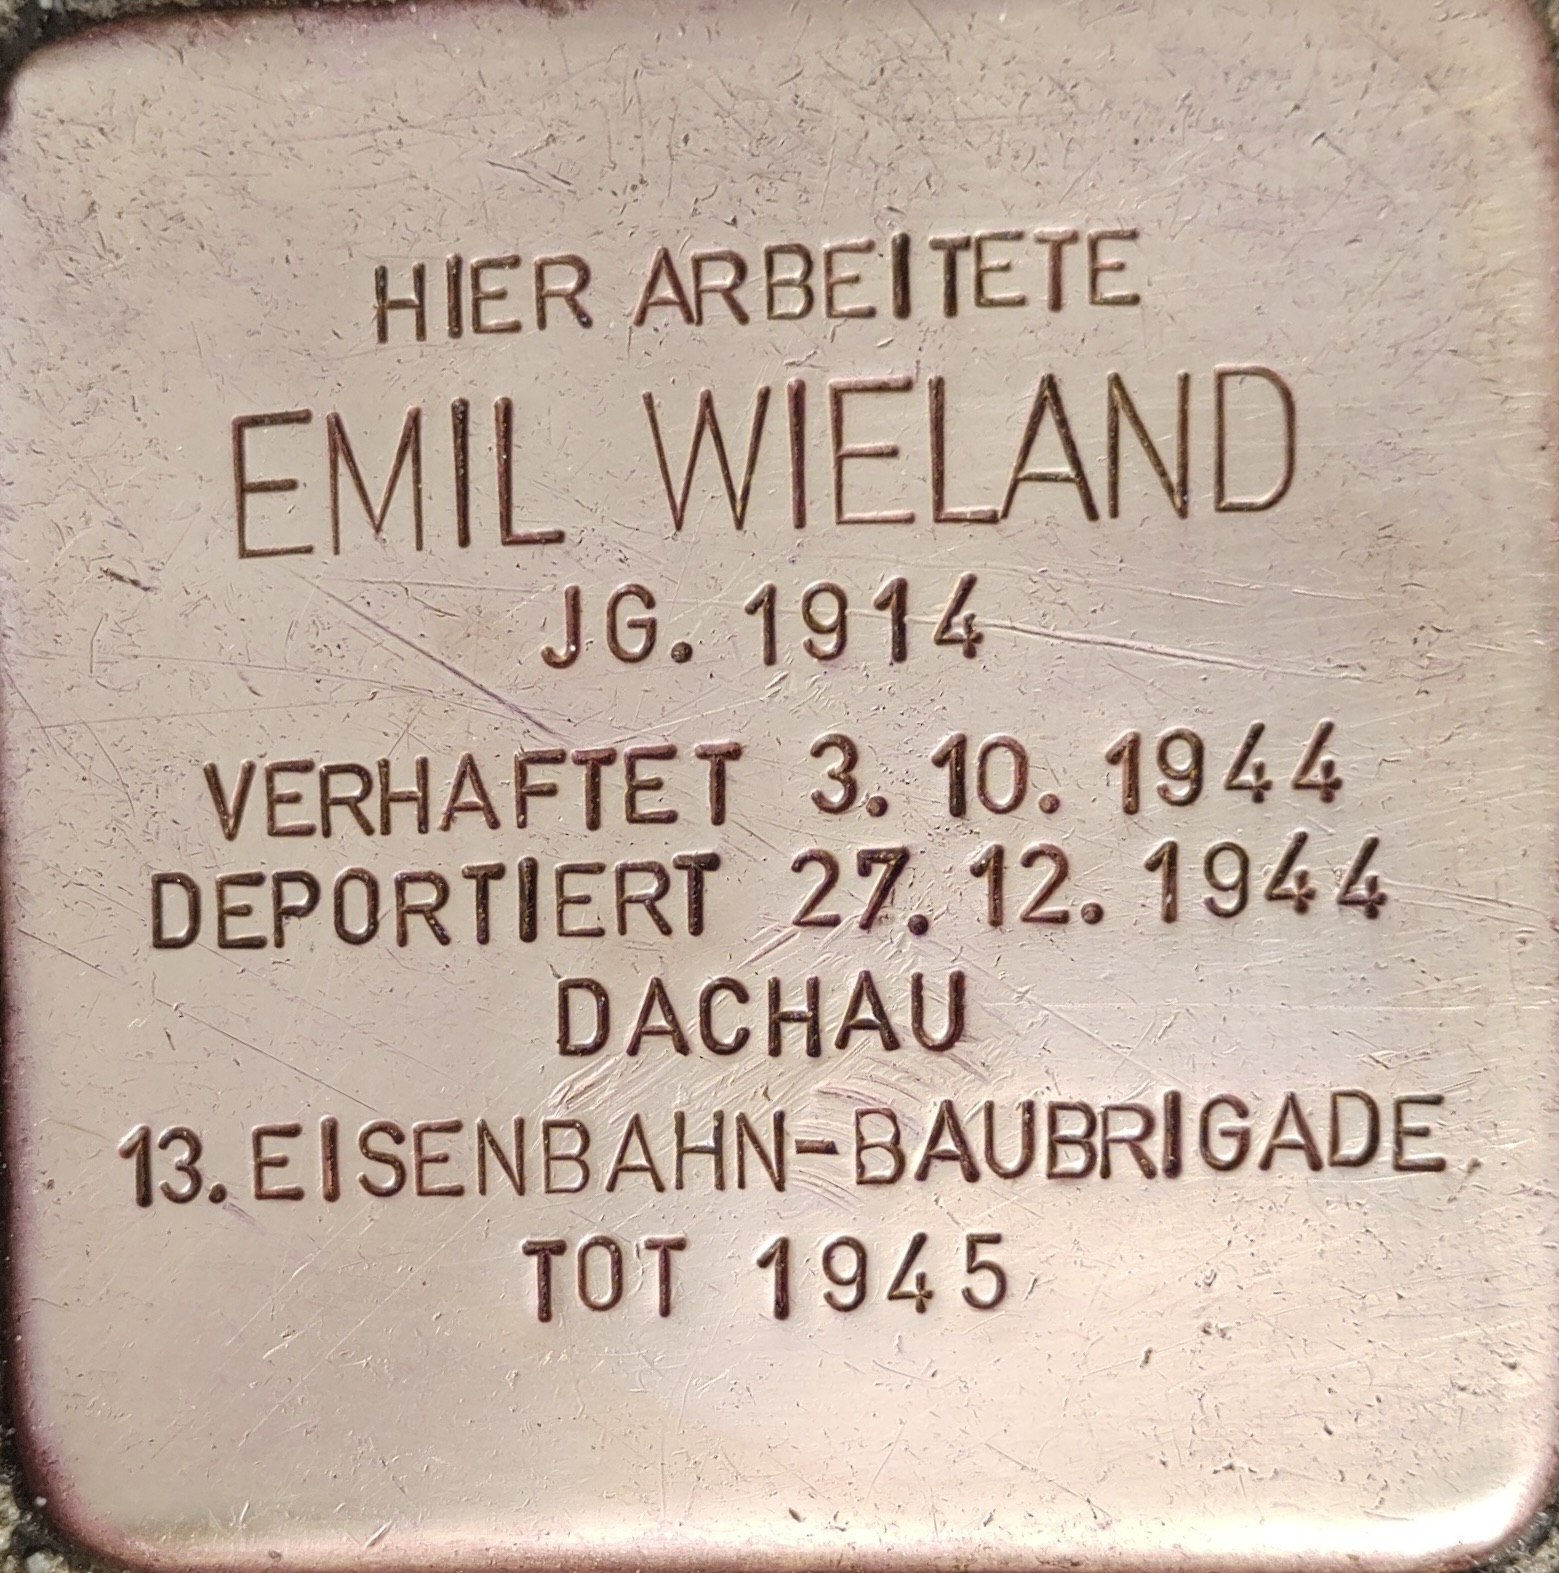 HIER ARBEITETE
EMIL WIELAND
JG. 1914
VERHAFTET 3. 10. 1944
DEPORTIERT 27. 12. 1944
DACHAU
13. EISENBAHN-BAUBRIGADE
TOT 1945